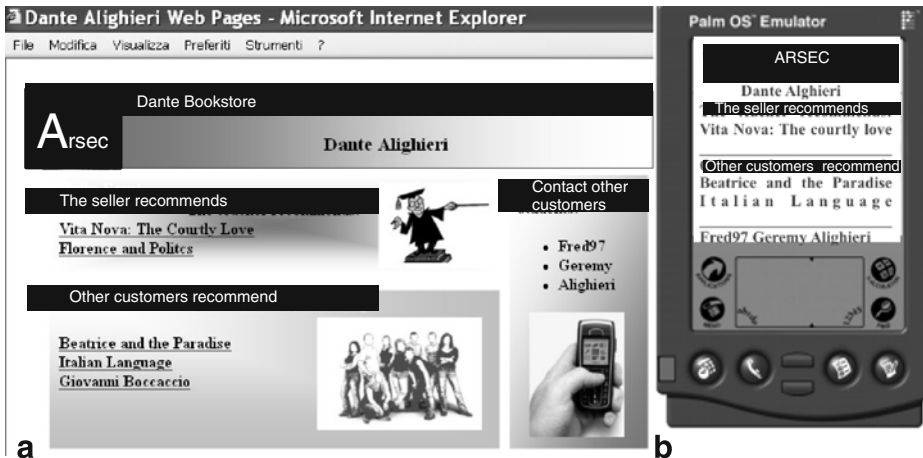 Dante Alighieri Web Pages - Microsoft Internet Explorer
File Modifica Visualizza Preferiti Strumenti ?
Dante Bookstore
Arsec
Dante Alighieri
The seller recommends
Vita Nova: The Courtly Love
Florence and Politcs
Other customers recommend
Beatrice and the Paradise
Italian Language
Giovanni Boccaccio
Contact other
customers
• Fred97
• Geremy
• Alighieri
a
Palm OS Emulator
ARSEC
Dante Alghieri
The seller recommends
Vita Nova: The courtly love
Other customers recommend
Beatrice and the Paradise
Italian Language
Fred97 Geremy Alighieri
b